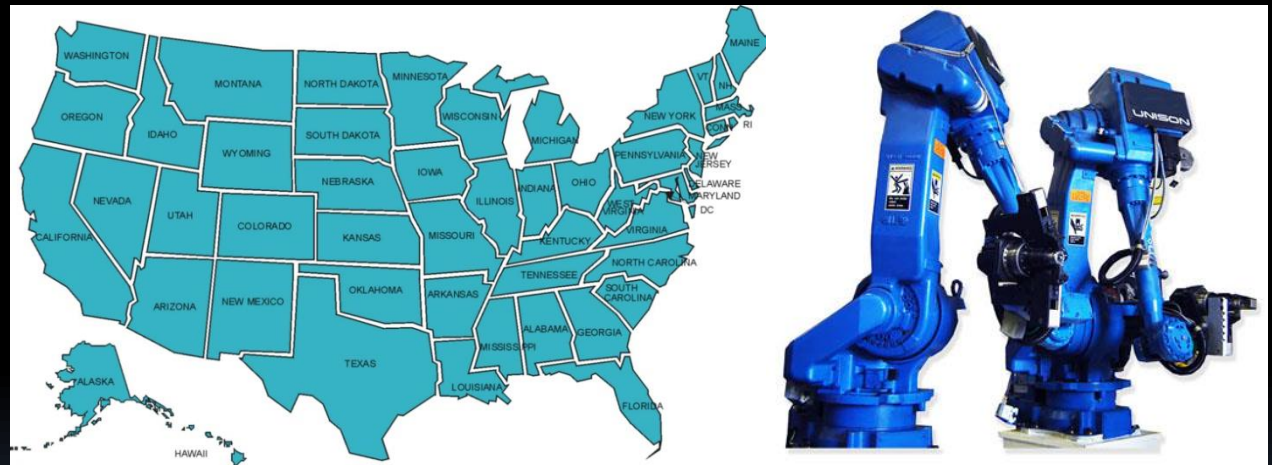 WASHINGTON
MONTANA
NORTH DAKOTA
MINNESOTA
MAINE
VT
NH
OREGON
IDAHO
WYOMING
SOUTH DAKOTA
WISCONSIN
MICHIGAN
NEW YORK
MASS
RI
CONN
NEBRASKA
IOWA
PENNSYLVANIA
NEW
JERSEY
NEVADA
UTAH
COLORADO
KANSAS
ILLINOIS
INDIANA
OHIO
WEST
VIRGINIA
DELAWARE
MARYLAND
DC
CALIFORNIA
MISSOURI
KENTUCKY
VIRGINIA
ARIZONA
NEW MEXICO
OKLAHOMA
ARKANSAS
TENNESSEE
NORTH CAROLINA
SOUTH
CAROLINA
TEXAS
LOUISIANA
MISSISSIPPI
ALABAMA
GEORGIA
FLORIDA
ALASKA
HAWAII
UNISON